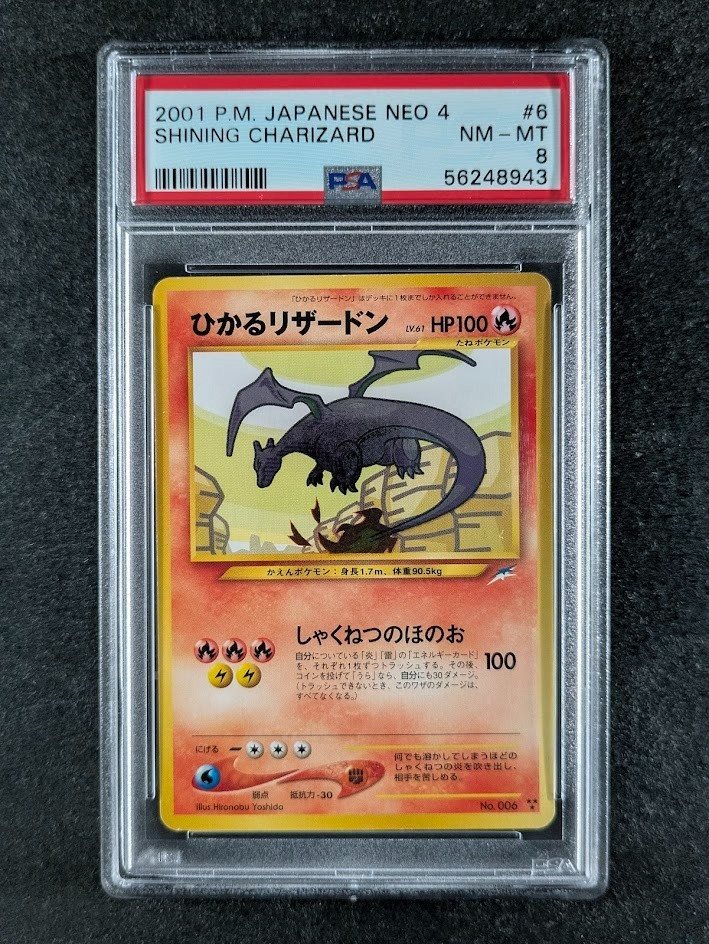 2001 P.M. JAPANESE NEO 4 #6
SHINING CHARIZARD NM - MT
8
PSA 56248943
「ひかるリザードン」はデッキに1枚までしか入れることができません。
ひかるリザードン LV.61 HP100
たねポケモン
かえんポケモン：身長1.7m、体重90.5kg
しゃくねつのほのお
自分についている「炎」「雷」の「エネルギーカード」
を、それぞれ1枚ずつトラッシュする。その後、
コインを投げて「うら」なら、自分にも30ダメージ。
（トラッシュできないとき、このワザのダメージは、
すべてなくなる。）
100
にげる
弱点 抵抗力 -30
何でも溶かしてしまうほどの
しゃくねつの炎を吹き出し、
相手を苦しめる。
Illus Hironobu Yoshida
No. 006